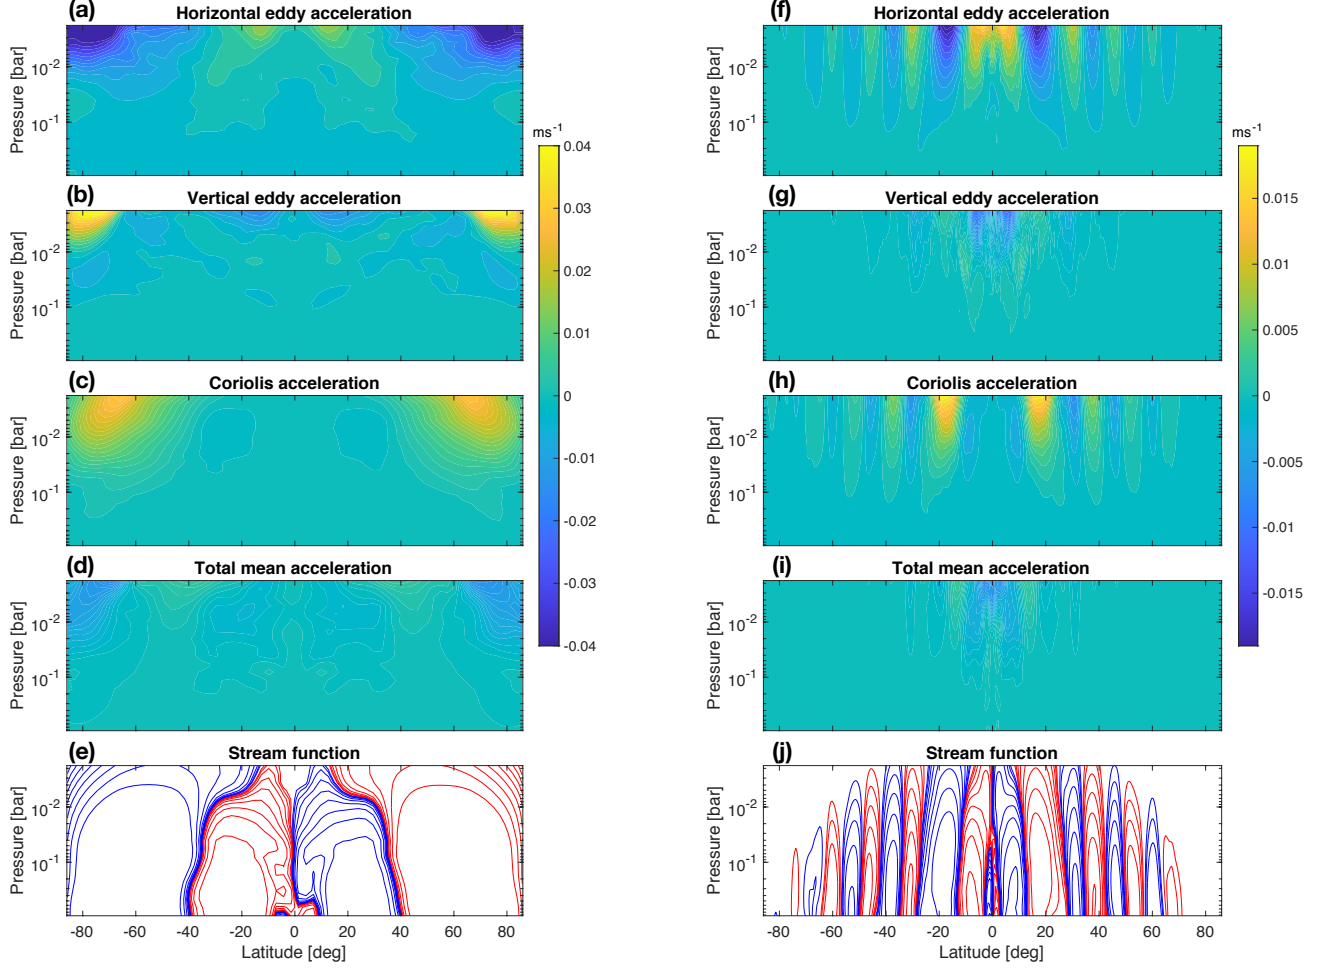 (a)
Horizontal eddy acceleration
Pressure [bar]
10-2
10-1
(b)
Vertical eddy acceleration
Pressure [bar]
10-2
10-1
(c)
Coriolis acceleration
Pressure [bar]
10-2
10-1
(d)
Total mean acceleration
Pressure [bar]
10-2
10-1
(e)
Stream function
Pressure [bar]
10-2
10-1
-80 -60 -40 -20 0 20 40 60 80
Latitude [deg]
ms-1
0.04
0.03
0.02
0.01
0
-0.01
-0.02
-0.03
-0.04
(f)
Horizontal eddy acceleration
Pressure [bar]
10-2
10-1
(g)
Vertical eddy acceleration
Pressure [bar]
10-2
10-1
(h)
Coriolis acceleration
Pressure [bar]
10-2
10-1
(i)
Total mean acceleration
Pressure [bar]
10-2
10-1
(j)
Stream function
Pressure [bar]
10-2
10-1
-80 -60 -40 -20 0 20 40 60 80
Latitude [deg]
ms-1
0.015
0.01
0.005
0
-0.005
-0.01
-0.015